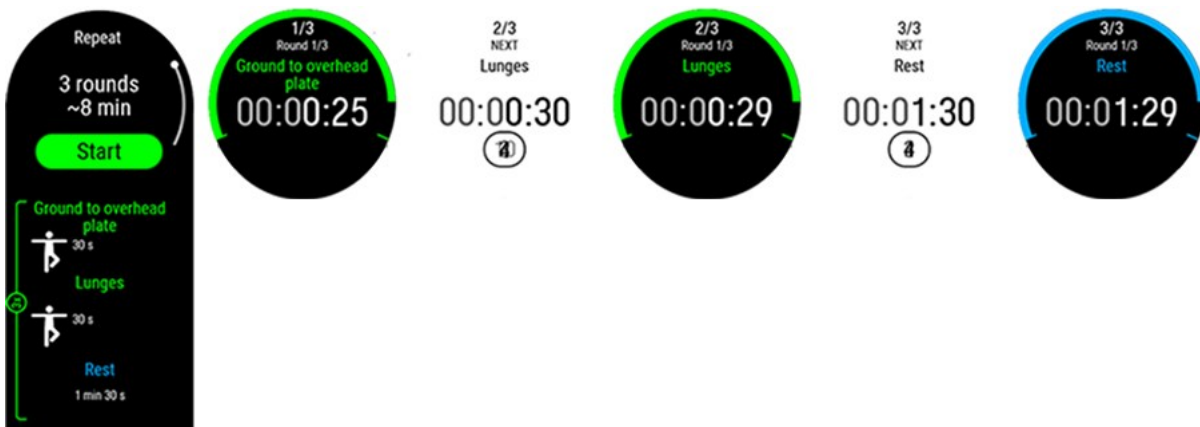 Repeat
3 rounds
~8 min
Start
Ground to overhead
plate
30 s
Lunges
30 s
3x
Rest
1 min 30 s
1/3
Round 1/3
Ground to overhead
plate
00:00:25
2/3
NEXT
Lunges
00:00:30
2/3
Round 1/3
Lunges
00:00:29
3/3
NEXT
Rest
00:01:30
3/3
Round 1/3
Rest
00:01:29